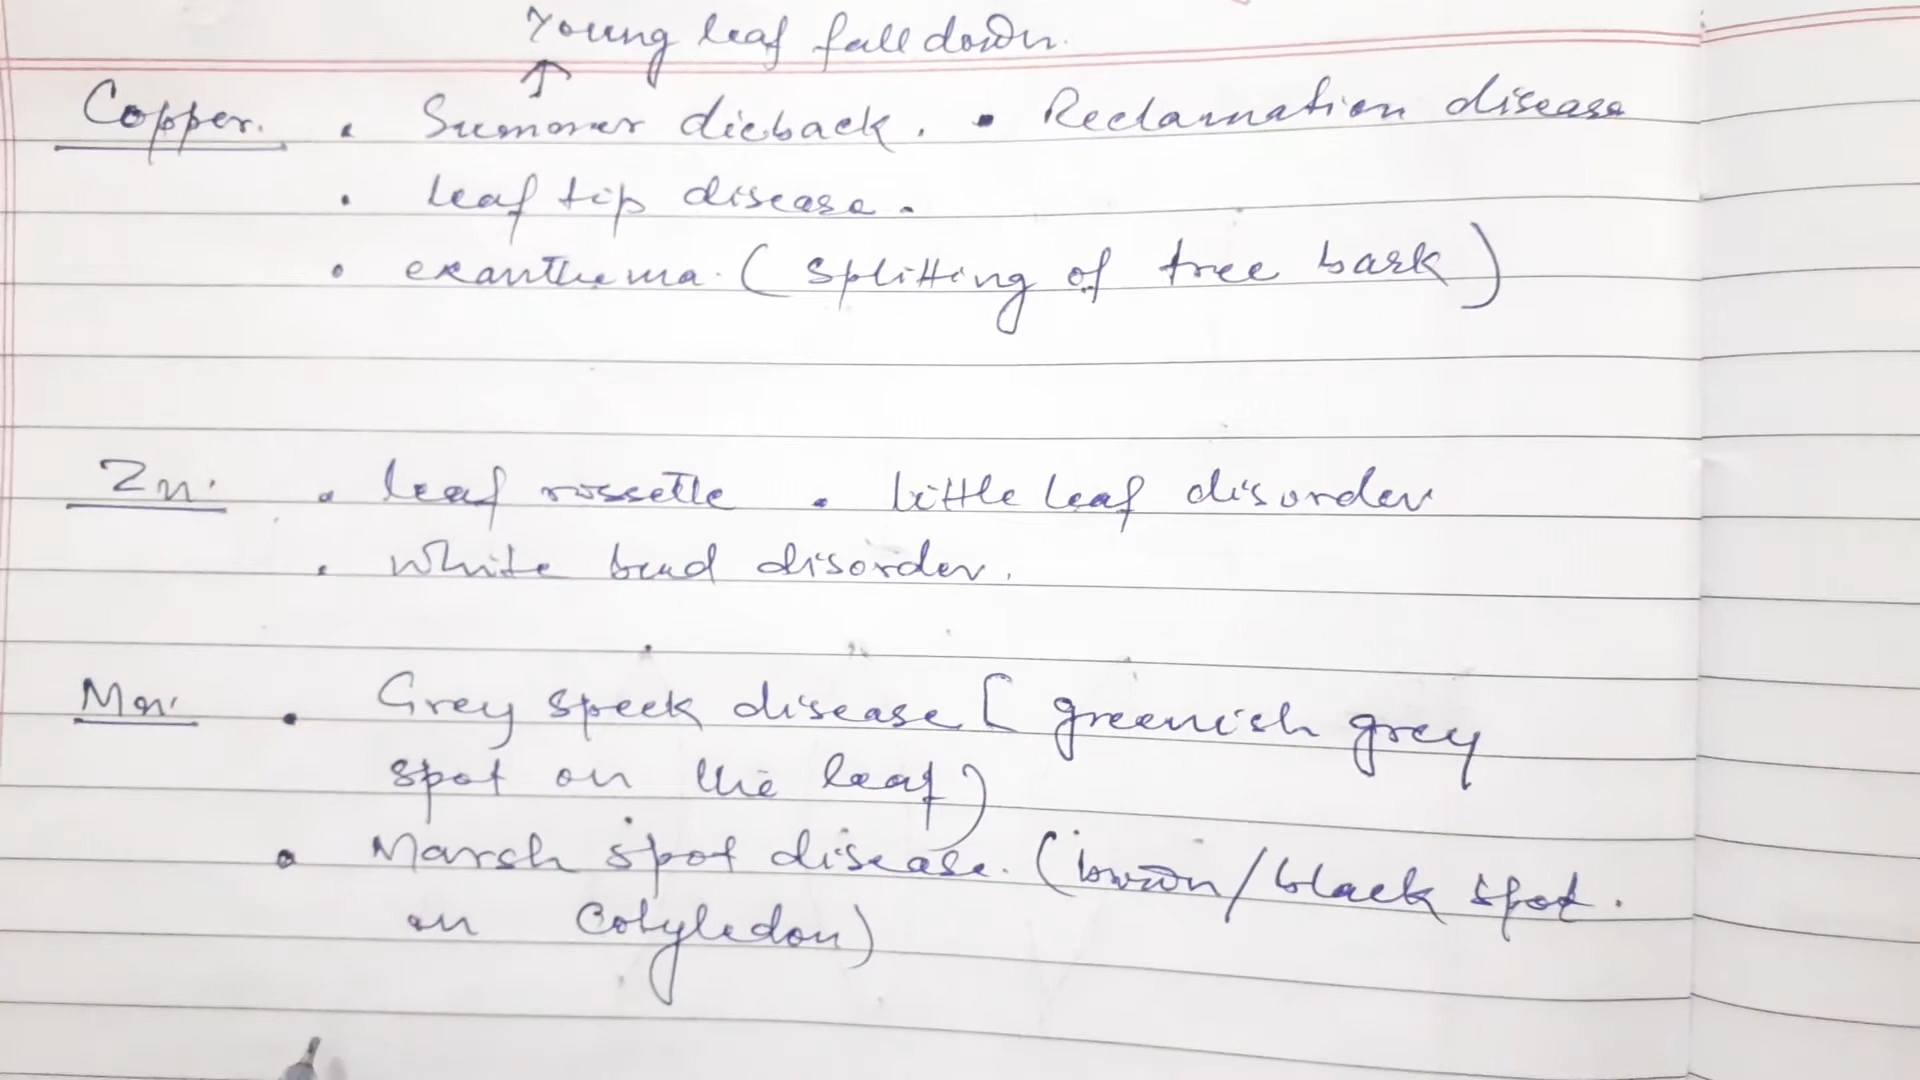 Young leaf fall down.
Copper. • Summer dieback. • Reclamation disease
• leaf tip disease.
• exanthema. (splitting of tree bark)
Zn. • leaf rossette • little leaf disorder
• White bud disorder.
Mn. • Grey speck disease [greenish grey
spot on the leaf)
• Marsh spot disease. (brown/black spot.
on Cotyledon)